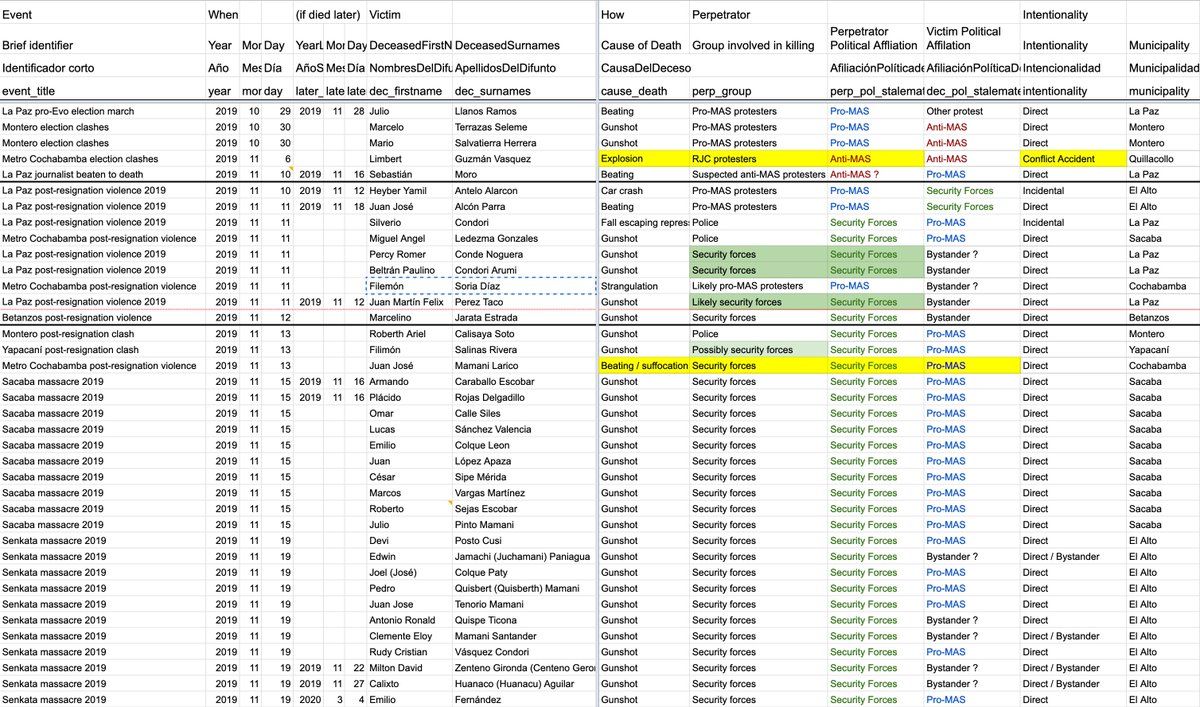 Event When (if died later) Victim How Perpetrator Intentionality
Brief identifier Year Mor Day YearL Mor Day DeceasedFirstN DeceasedSurnames Cause of Death Group involved in killing Perpetrator Political Affliation Victim Political Affilation Intentionality Municipality
Identificador corto Año Mes Día AñoS Mes Día NombresDelDifu ApellidosDelDifunto CausaDelDeceso AfiliaciónPolíticade AfiliaciónPolíticaDe Intencionalidad Municipalidad
event_title year mor day later_ late late dec_firstname dec_surnames cause_death perp_group perp_pol_stalemat dec_pol_stalemate intentionality municipality
La Paz pro-Evo election march 2019 10 29 2019 11 28 Julio Llanos Ramos Beating Pro-MAS protesters Pro-MAS Other protest Direct La Paz
Montero election clashes 2019 10 30 Marcelo Terrazas Seleme Gunshot Pro-MAS protesters Pro-MAS Anti-MAS Direct Montero
Montero election clashes 2019 10 30 Mario Salvatierra Herrera Gunshot Pro-MAS protesters Pro-MAS Anti-MAS Direct Montero
Metro Cochabamba election clashes 2019 11 6 Limbert Guzmán Vasquez Explosion RJC protesters Anti-MAS Anti-MAS Conflict Accident Quillacollo
La Paz journalist beaten to death 2019 11 10 2019 11 16 Sebastián Moro Beating Suspected anti-MAS protesters Anti-MAS ? Pro-MAS Direct La Paz
La Paz post-resignation violence 2019 2019 11 10 2019 11 12 Heyber Yamil Antelo Alarcon Car crash Pro-MAS protesters Pro-MAS Security Forces Incidental El Alto
La Paz post-resignation violence 2019 2019 11 11 2019 11 18 Juan José Alcón Parra Beating Pro-MAS protesters Pro-MAS Security Forces Direct El Alto
La Paz post-resignation violence 2019 2019 11 11 Silverio Condori Fall escaping repres Police Security Forces Pro-MAS Incidental La Paz
Metro Cochabamba post-resignation violence 2019 11 11 Miguel Angel Ledezma Gonzales Gunshot Police Security Forces Pro-MAS Direct Sacaba
La Paz post-resignation violence 2019 2019 11 11 Percy Romer Conde Noguera Gunshot Security forces Security Forces Bystander ? Direct La Paz
La Paz post-resignation violence 2019 2019 11 11 Beltrán Paulino Condori Arumi Gunshot Security forces Security Forces Bystander ? Direct La Paz
Metro Cochabamba post-resignation violence 2019 11 11 Filemón Soria Díaz Strangulation Likely pro-MAS protesters Pro-MAS Bystander ? Direct Cochabamba
La Paz post-resignation violence 2019 2019 11 11 2019 11 12 Juan Martín Felix Perez Taco Gunshot Likely security forces Security Forces Bystander Direct La Paz
Betanzos post-resignation violence 2019 11 12 Marcelino Jarata Estrada Gunshot Security forces Security Forces Bystander Direct Betanzos
Montero post-resignation clash 2019 11 13 Roberth Ariel Calisaya Soto Gunshot Police Security Forces Pro-MAS Direct Montero
Yapacaní post-resignation clash 2019 11 13 Filimón Salinas Rivera Gunshot Possibly security forces Security Forces Pro-MAS Direct Yapacaní
Metro Cochabamba post-resignation violence 2019 11 13 Juan José Mamani Larico Beating / suffocation Security forces Security Forces Pro-MAS Direct Cochabamba
Sacaba massacre 2019 2019 11 15 2019 11 16 Armando Caraballo Escobar Gunshot Security forces Security Forces Pro-MAS Direct Sacaba
Sacaba massacre 2019 2019 11 15 2019 11 16 Plácido Rojas Delgadillo Gunshot Security forces Security Forces Pro-MAS Direct Sacaba
Sacaba massacre 2019 2019 11 15 Omar Calle Siles Gunshot Security forces Security Forces Pro-MAS Direct Sacaba
Sacaba massacre 2019 2019 11 15 Lucas Sánchez Valencia Gunshot Security forces Security Forces Pro-MAS Direct Sacaba
Sacaba massacre 2019 2019 11 15 Emilio Colque Leon Gunshot Security forces Security Forces Pro-MAS Direct Sacaba
Sacaba massacre 2019 2019 11 15 Juan López Apaza Gunshot Security forces Security Forces Pro-MAS Direct Sacaba
Sacaba massacre 2019 2019 11 15 César Sipe Mérida Gunshot Security forces Security Forces Pro-MAS Direct Sacaba
Sacaba massacre 2019 2019 11 15 Marcos Vargas Martínez Gunshot Security forces Security Forces Pro-MAS Direct Sacaba
Sacaba massacre 2019 2019 11 15 Roberto Sejas Escobar Gunshot Security forces Security Forces Pro-MAS Direct Sacaba
Sacaba massacre 2019 2019 11 15 Julio Pinto Mamani Gunshot Security forces Security Forces Pro-MAS Direct Sacaba
Senkata massacre 2019 2019 11 19 Devi Posto Cusi Gunshot Security forces Security Forces Pro-MAS Direct El Alto
Senkata massacre 2019 2019 11 19 Edwin Jamachi (Juchamani) Paniagua Gunshot Security forces Security Forces Bystander ? Direct / Bystander El Alto
Senkata massacre 2019 2019 11 19 Joel (José) Colque Paty Gunshot Security forces Security Forces Pro-MAS Direct El Alto
Senkata massacre 2019 2019 11 19 Pedro Quisbert (Quisberth) Mamani Gunshot Security forces Security Forces Pro-MAS Direct El Alto
Senkata massacre 2019 2019 11 19 Juan Jose Tenorio Mamani Gunshot Security forces Security Forces Pro-MAS Direct El Alto
Senkata massacre 2019 2019 11 19 Antonio Ronald Quispe Ticona Gunshot Security forces Security Forces Bystander ? Direct El Alto
Senkata massacre 2019 2019 11 19 Clemente Eloy Mamani Santander Gunshot Security forces Security Forces Bystander ? Direct / Bystander El Alto
Senkata massacre 2019 2019 11 19 Rudy Cristian Vásquez Condori Gunshot Security forces Security Forces Pro-MAS Direct El Alto
Senkata massacre 2019 2019 11 19 2019 11 22 Milton David Zenteno Gironda (Centeno Geror Gunshot Security forces Security Forces Bystander ? Direct / Bystander El Alto
Senkata massacre 2019 2019 11 19 2019 11 27 Calixto Huanaco (Huanacu) Aguilar Gunshot Security forces Security Forces Bystander ? Direct / Bystander El Alto
Senkata massacre 2019 2019 11 19 2020 3 4 Emilio Fernández Gunshot Security forces Security Forces Pro-MAS Direct El Alto